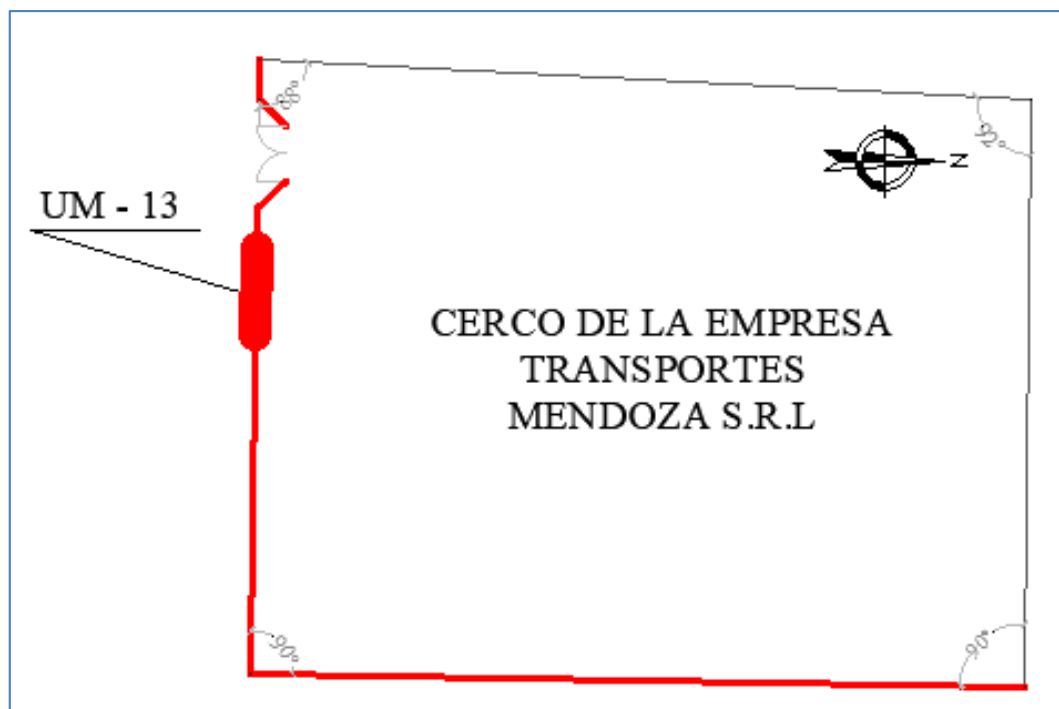 88°
92°
N
UM - 13
CERCO DE LA EMPRESA
TRANSPORTES
MENDOZA S.R.L
90°
90°